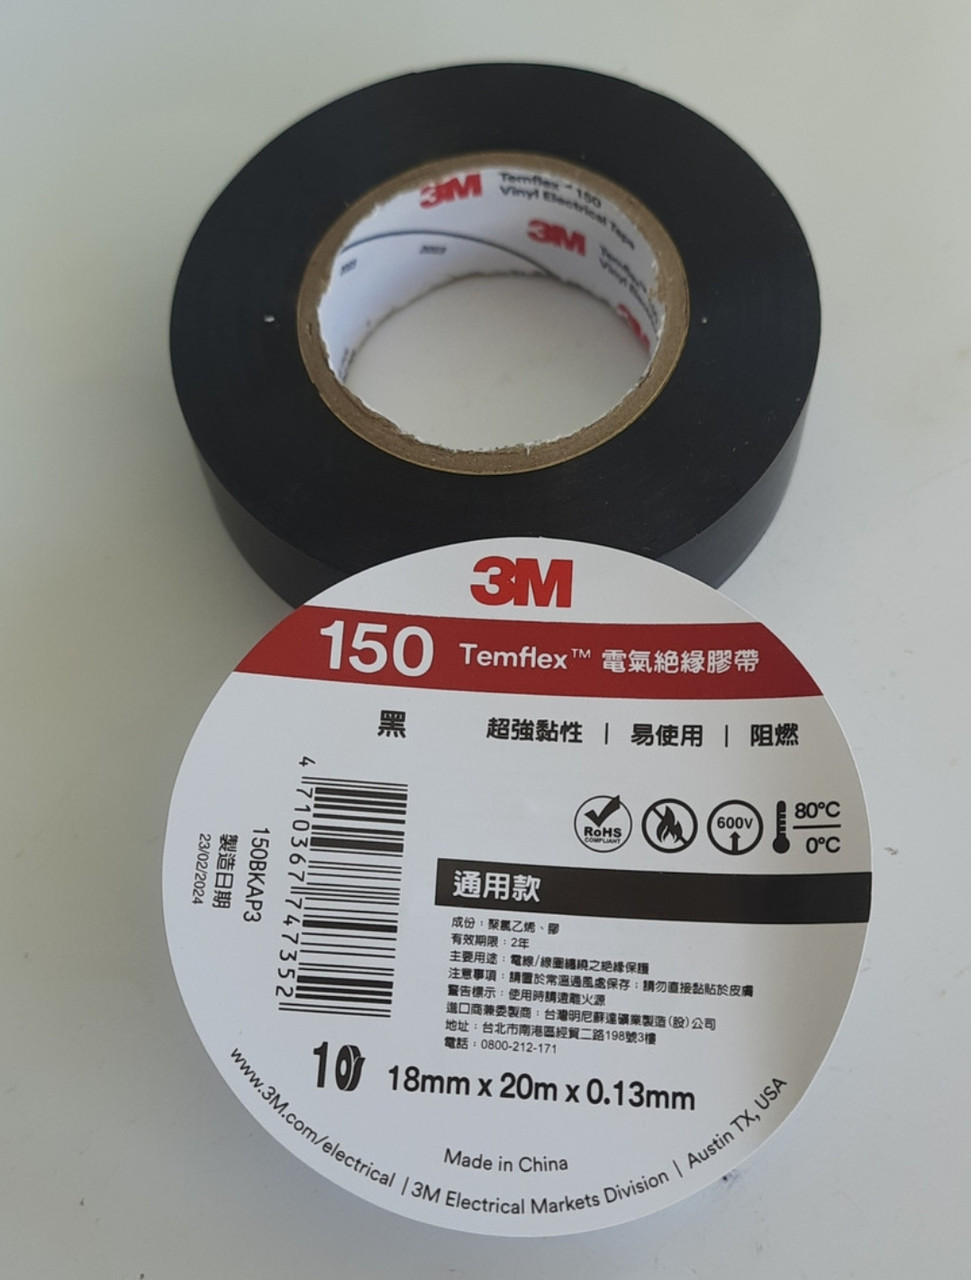 3M
Temflex™ 150
Vinyl Electrical Tape
3M
Temflex™
Vinyl
3M
3M
150 Temflex™ 電氣絕緣膠帶
黑
超強黏性 | 易使用 | 阻燃
RoHS
COMPLIANT
600V
80°C
0°C
4 710367 747352
150BKAP3
製造日期
23/02/2024
通用款
成份：聚氯乙烯、膠
有效期限：2年
主要用途：電線/線圈纏繞之絕緣保護
注意事項：請置於常溫通風處保存；請勿直接黏貼於皮膚
警告標示：使用時請遠離火源
進口商兼委製商：台灣明尼蘇達礦業製造(股)公司
地址：台北市南港區經貿二路198號3樓
電話：0800-212-171
10
18mm x 20m x 0.13mm
Made in China
www.3M.com/electrical | 3M Electrical Markets Division | Austin TX, USA